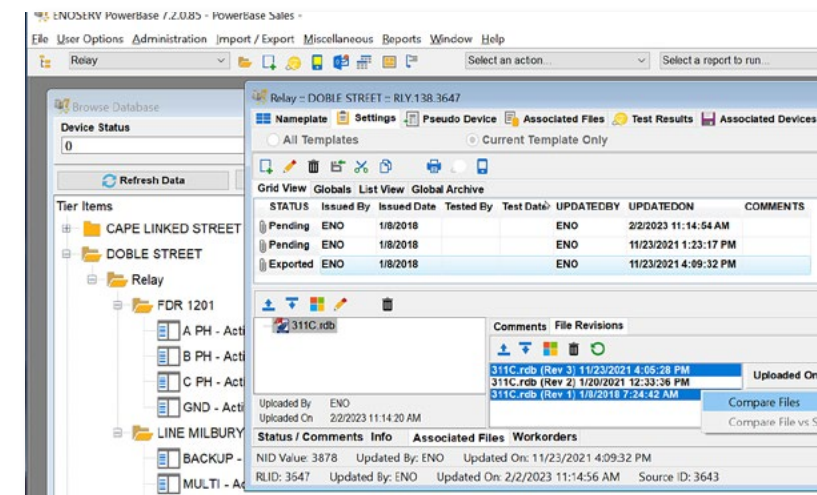 ENOSERV PowerBase 7.2.0.85 - PowerBase Sales -
File User Options Administration Import / Export Miscellaneous Reports Window Help
Relay Select an action... Select a report to run...
Browse Database
Device Status
0
Refresh Data
Tier Items
CAPE LINKED STREET
DOBLE STREET
Relay
FDR 1201
A PH - Acti
B PH - Acti
C PH - Acti
GND - Acti
LINE MILBURY
BACKUP -
MULTI - Ac
Relay :: DOBLE STREET :: RLY.138.3647
Nameplate Settings Pseudo Device Associated Files Test Results Associated Devices
All Templates Current Template Only
Grid View Globals List View Global Archive
STATUS Issued By Issued Date Tested By Test Date UPDATEDBY UPDATEDON COMMENTS
Pending ENO 1/8/2018 ENO 2/2/2023 11:14:54 AM
Pending ENO 1/8/2018 ENO 11/23/2021 1:23:17 PM
Exported ENO 1/8/2018 ENO 11/23/2021 4:09:32 PM
311C.rdb
Comments File Revisions
311C.rdb (Rev 3) 11/23/2021 4:05:28 PM
311C.rdb (Rev 2) 1/20/2021 12:33:36 PM
311C.rdb (Rev 1) 1/8/2018 7:24:42 AM
Uploaded On
Compare Files
Compare File vs S
Uploaded By ENO
Uploaded On 2/2/2023 11:14:20 AM
Status / Comments Info Associated Files Workorders
NID Value: 3878 Updated By: ENO Updated On: 11/23/2021 4:09:32 PM
RLID: 3647 Updated By: ENO Updated On: 2/2/2023 11:14:56 AM Source ID: 3643